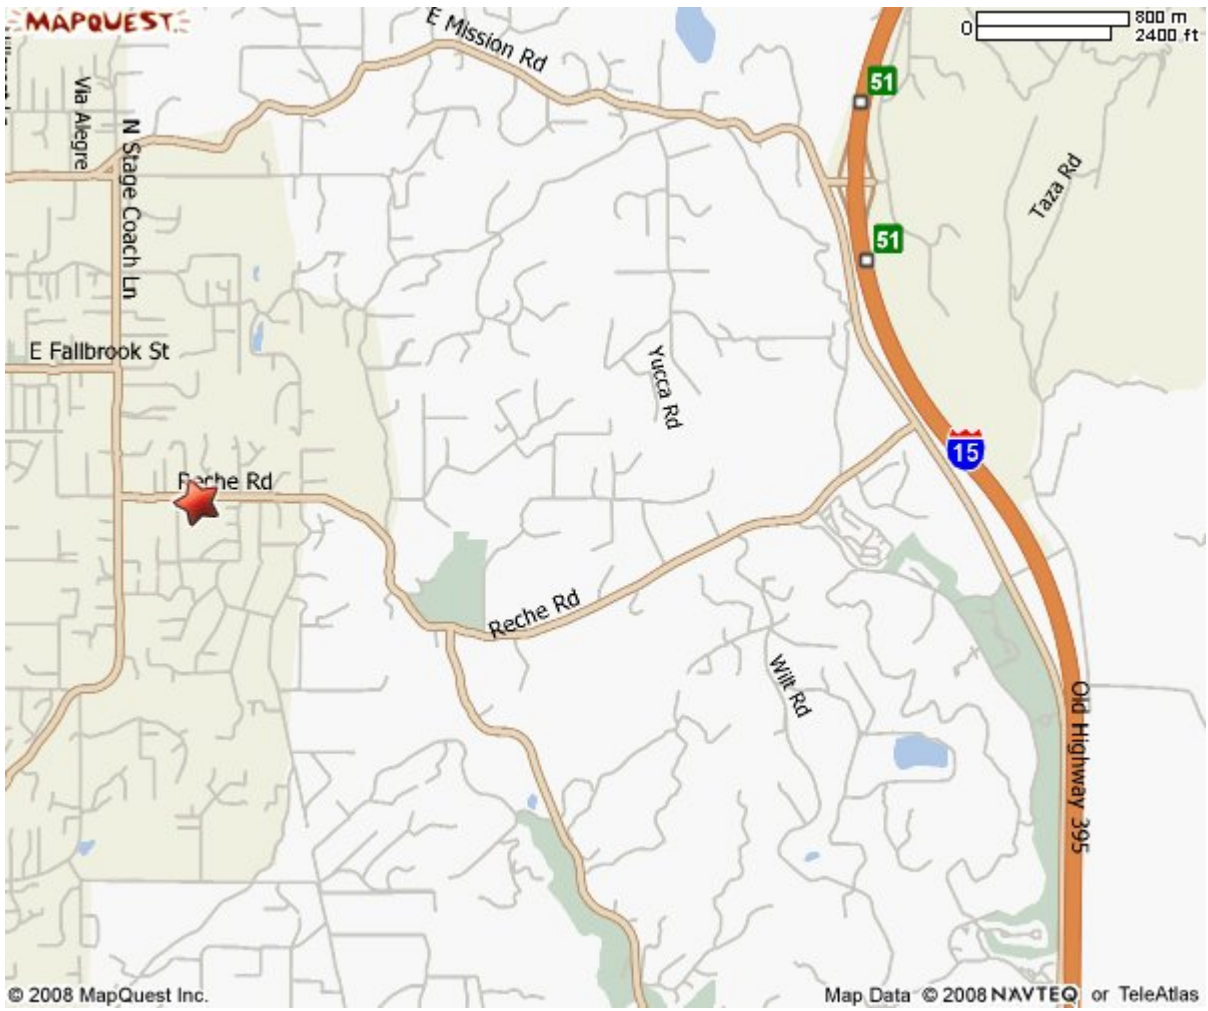 MAPQUEST
0
800 m
2400 ft
E Mission Rd
51
Via Alegre
N Stage Coach Ln
Taza Rd
51
E Fallbrook St
Yucca Rd
15
Reche Rd
Reche Rd
Wilt Rd
Old Highway 395
© 2008 MapQuest Inc.
Map Data © 2008 NAVTEQ or TeleAtlas